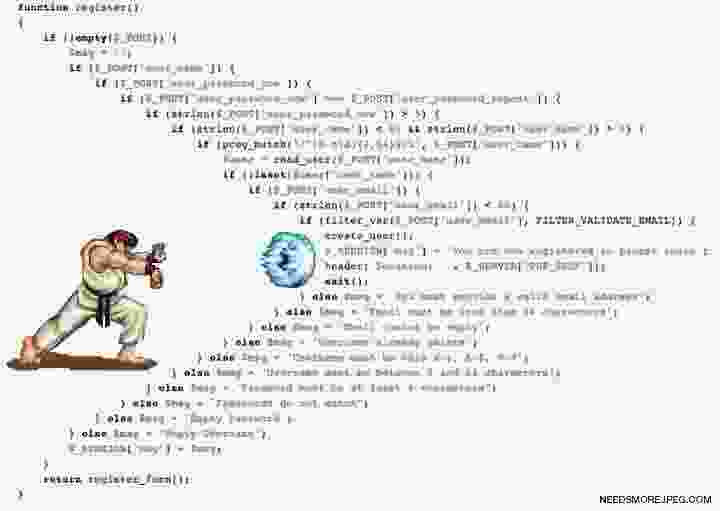 function register()
{
if (!empty($_POST)) {
$msg = '';
if ($_POST['user_name']) {
if ($_POST['user_password_new']) {
if ($_POST['user_password_new'] === $_POST['user_password_repeat']) {
if (strlen($_POST['user_password_new']) > 5) {
if (strlen($_POST['user_name']) < 65 && strlen($_POST['user_name']) > 1) {
if (preg_match( , $_POST['user_name'])) {
$user = read_user($_POST['user_name']);
if (!isset($user['user_name'])) {
if ($_POST['user_email']) {
if (strlen($_POST['user_email']) < 65) {
if (filter_var($_POST['user_email'], FILTER_VALIDATE_EMAIL)) {
create_user();
$_SESSION['msg'] = 'You are now registered so please login';
header('Location: ' . $_SERVER['PHP_SELF']);
exit();
} else $msg = 'You must provide a valid email address';
} else $msg = 'Email must be less than 64 characters';
} else $msg = 'Email cannot be empty';
} else $msg = 'Username already exists';
} else $msg = 'Username must be only a-z, A-Z, 0-9';
} else $msg = 'Username must be between 2 and 64 characters';
} else $msg = 'Password must be at least 6 characters';
} else $msg = 'Passwords do not match';
} else $msg = 'Empty Password';
} else $msg = 'Empty Username';
$_SESSION['msg'] = $msg;
}
return register_form();
}
NEEDSMOREJPEG.COM